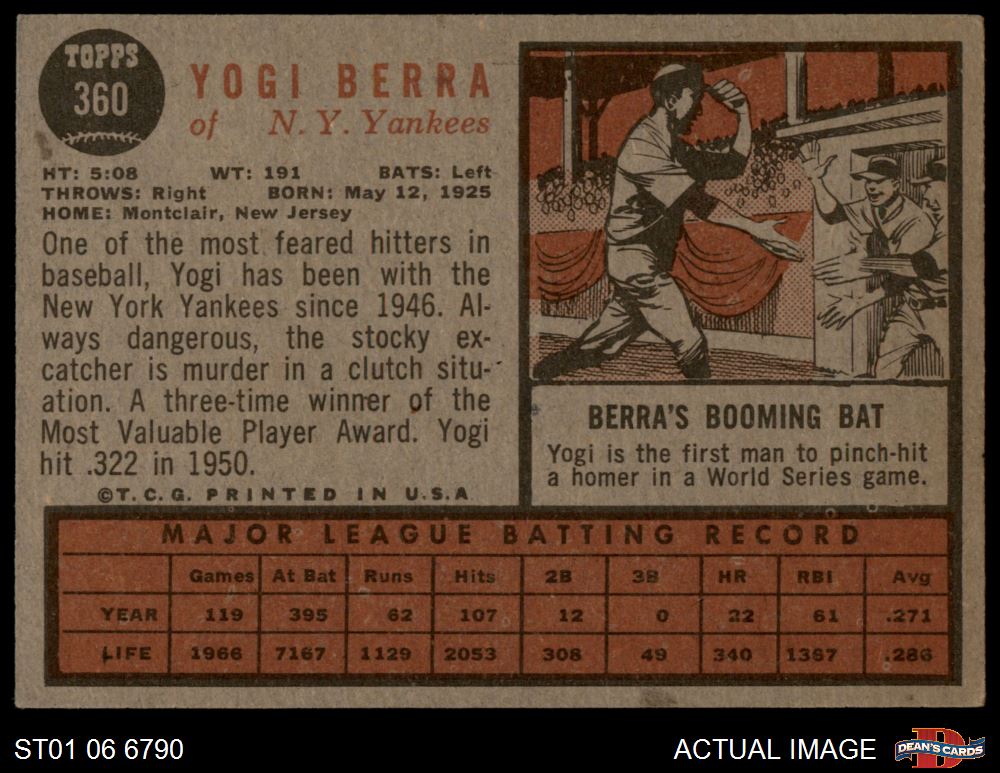 TOPPS
360
YOGI BERRA
of N. Y. Yankees
HT: 5:08 WT: 191 BATS: Left
THROWS: Right BORN: May 12, 1925
HOME: Montclair, New Jersey
One of the most feared hitters in
baseball, Yogi has been with the
New York Yankees since 1946. Al-
ways dangerous, the stocky ex-
catcher is murder in a clutch situ-
ation. A three-time winner of the
Most Valuable Player Award. Yogi
hit .322 in 1950.
©T. C. G. PRINTED IN U.S.A
BERRA'S BOOMING BAT
Yogi is the first man to pinch-hit
a homer in a World Series game.
MAJOR LEAGUE BATTING RECORD
Games At Bat Runs Hits 2B 3B HR RBI Avg
YEAR 119 395 62 107 12 0 22 61 .271
LIFE 1966 7167 1129 2053 308 49 340 1367 .286
ST01 06 6790
ACTUAL IMAGE
D
DEAN'S CARDS